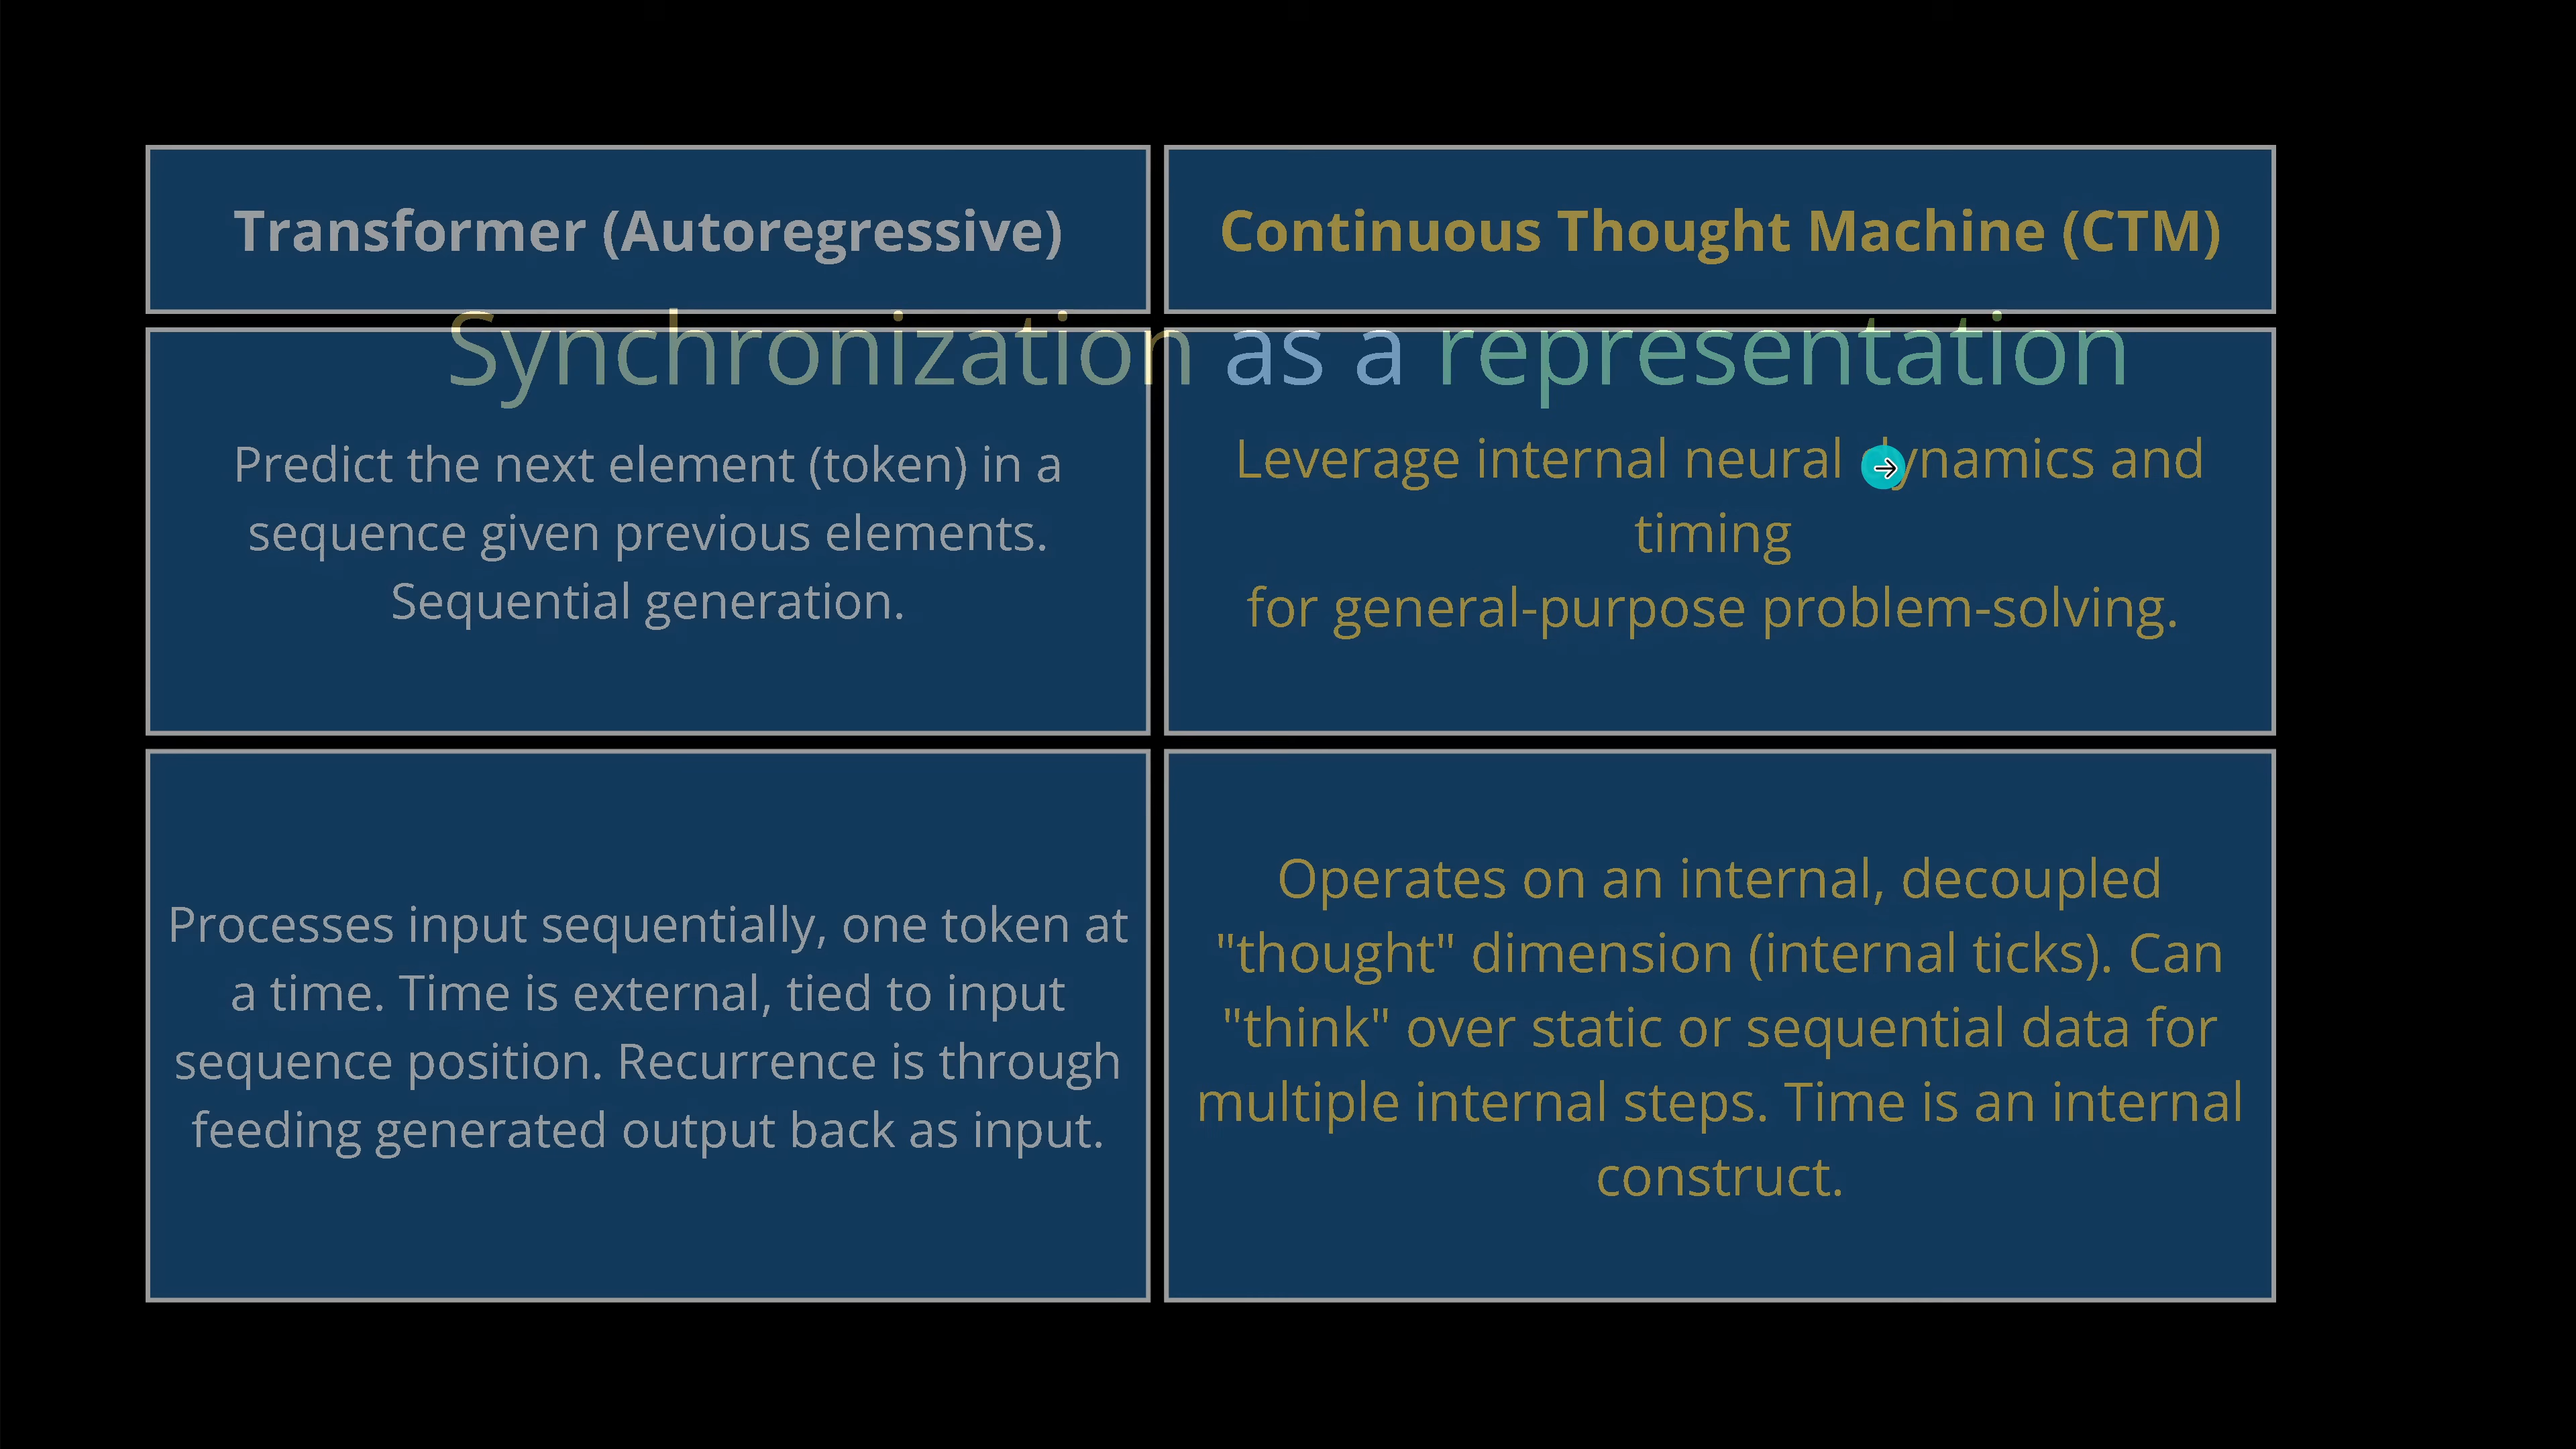 Transformer (Autoregressive)
Continuous Thought Machine (CTM)
Synchronization as a representation
Predict the next element (token) in a
sequence given previous elements.
Sequential generation.
Leverage internal neural dynamics and
timing
for general-purpose problem-solving.
Processes input sequentially, one token at
a time. Time is external, tied to input
sequence position. Recurrence is through
feeding generated output back as input.
Operates on an internal, decoupled
"thought" dimension (internal ticks). Can
"think" over static or sequential data for
multiple internal steps. Time is an internal
construct.